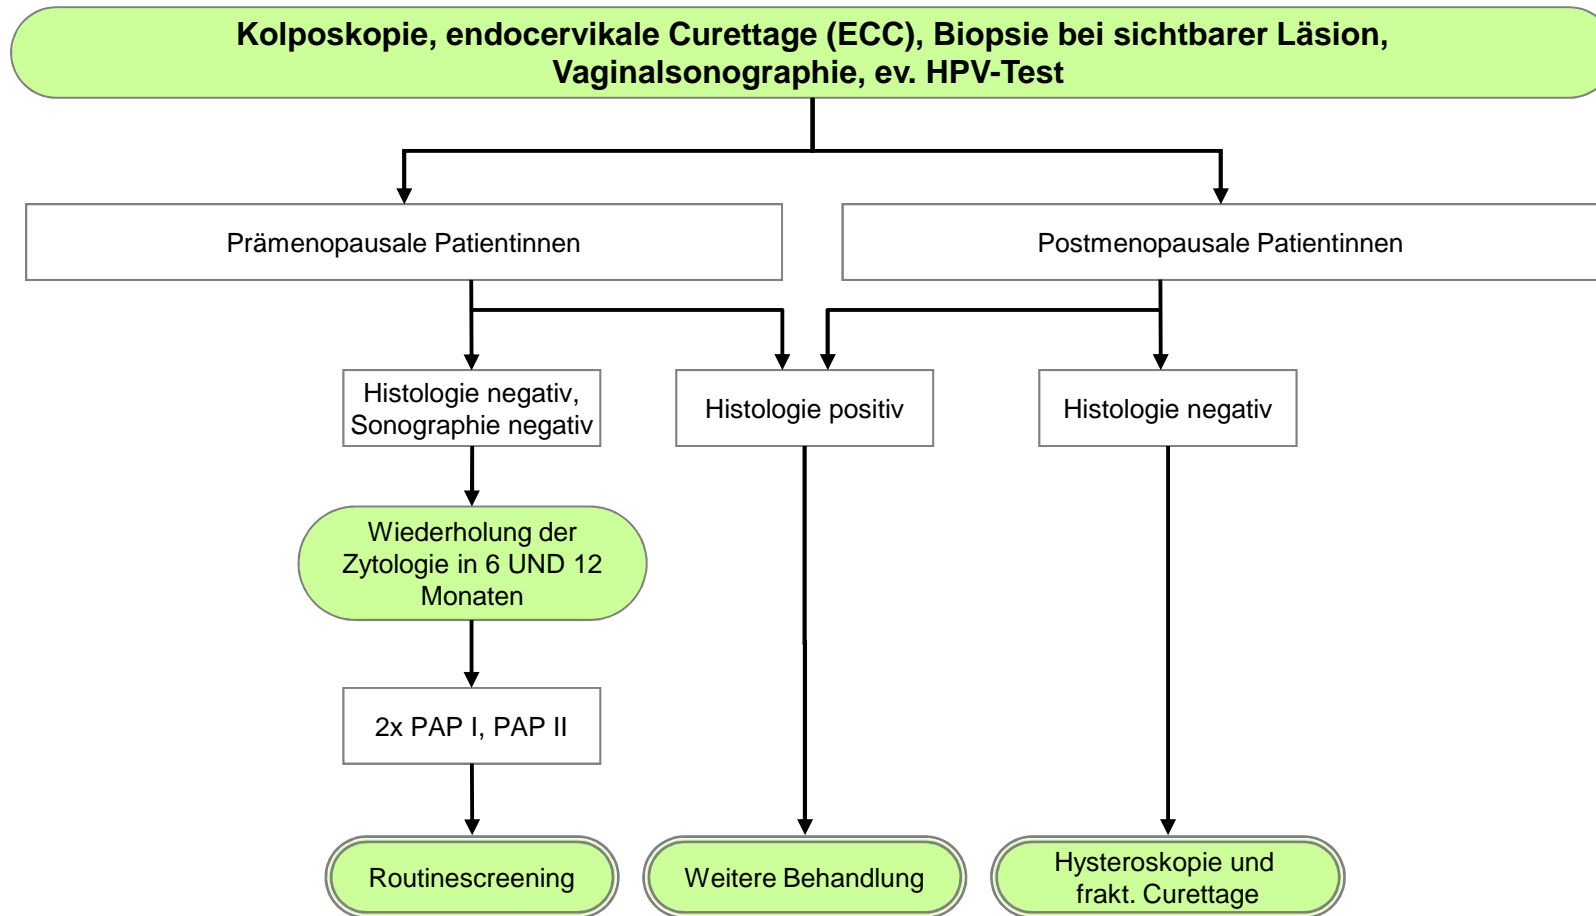 Kolposkopie, endocervikale Curettage (ECC), Biopsie bei sichtbarer Läsion,
Vaginalsonographie, ev. HPV-Test
Prämenopausale Patientinnen
Postmenopausale Patientinnen
Histologie negativ,
Sonographie negativ
Histologie positiv
Histologie negativ
Wiederholung der
Zytologie in 6 UND 12
Monaten
2x PAP I, PAP II
Routinescreening
Weitere Behandlung
Hysteroskopie und
frakt. Curettage